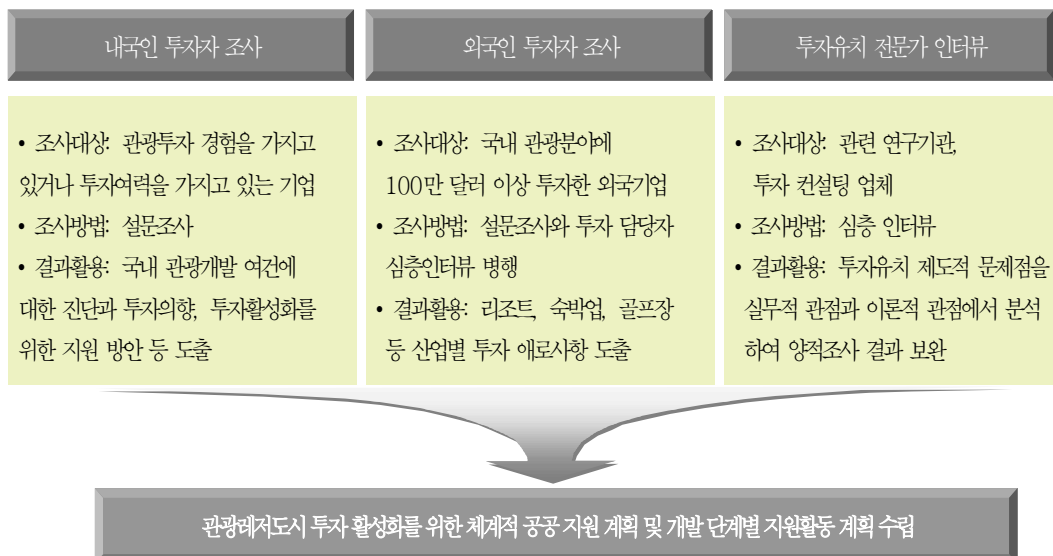 내국인 투자자 조사
• 조사대상: 관광투자 경험을 가지고
있거나 투자여력을 가지고 있는 기업
• 조사방법: 설문조사
• 결과활용: 국내 관광개발 여건에
대한 진단과 투자의향, 투자활성화를
위한 지원 방안 등 도출
외국인 투자자 조사
• 조사대상: 국내 관광분야에
100만 달러 이상 투자한 외국기업
• 조사방법: 설문조사와 투자 담당자
심층인터뷰 병행
• 결과활용: 리조트, 숙박업, 골프장
등 산업별 투자 애로사항 도출
투자유치 전문가 인터뷰
• 조사대상: 관련 연구기관,
투자 컨설팅 업체
• 조사방법: 심층 인터뷰
• 결과활용: 투자유치 제도적 문제점을
실무적 관점과 이론적 관점에서 분석
하여 양적조사 결과 보완
관광레저도시 투자 활성화를 위한 체계적 공공 지원 계획 및 개발 단계별 지원활동 계획 수립